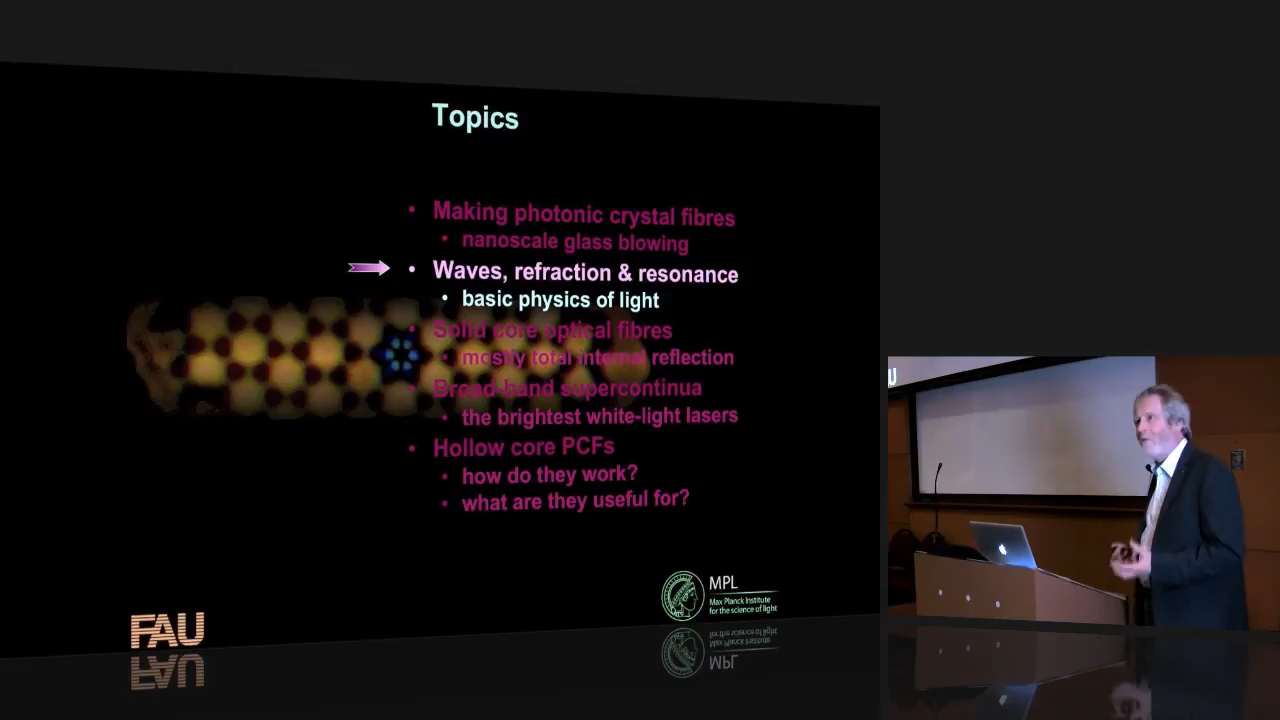 Topics
• Making photonic crystal fibres
• nanoscale glass blowing
• Waves, refraction & resonance
• basic physics of light
• Solid core optical fibres
• mostly total internal reflection
• Broad-band supercontinua
• the brightest white-light lasers
• Hollow core PCFs
• how do they work?
• what are they useful for?
MPL
Max Planck Institute
for the science of light
FAU
U